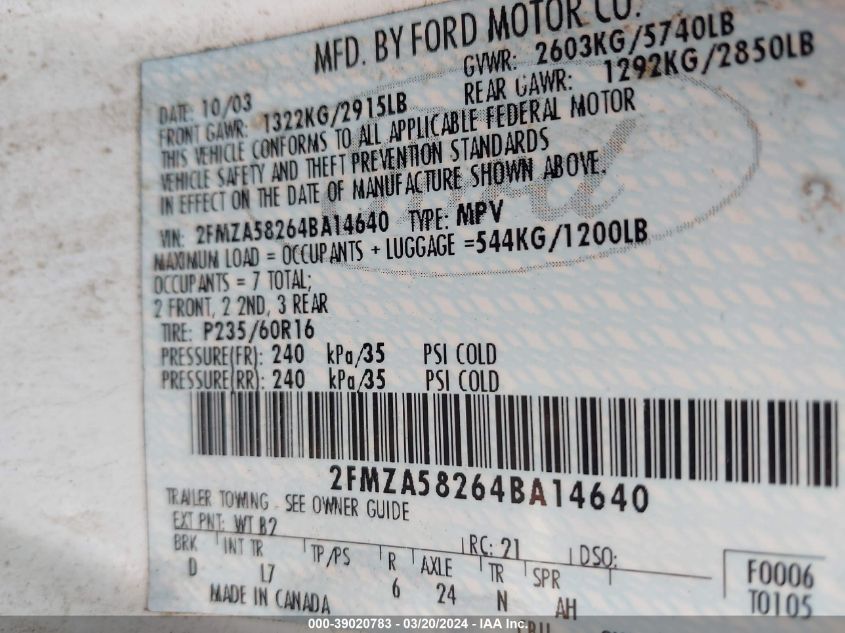 MFD. BY FORD MOTOR CO.
DATE: 10/03 GVWR: 2603KG/5740LB
FRONT GAWR: 1322KG/2915LB REAR GAWR: 1292KG/2850LB
THIS VEHICLE CONFORMS TO ALL APPLICABLE FEDERAL MOTOR
VEHICLE SAFETY AND THEFT PREVENTION STANDARDS
IN EFFECT ON THE DATE OF MANUFACTURE SHOWN ABOVE.
VIN: 2FMZA58264BA14640 TYPE: MPV
MAXIMUM LOAD = OCCUPANTS + LUGGAGE =544KG/1200LB
OCCUPANTS = 7 TOTAL;
2 FRONT, 2 2ND, 3 REAR
TIRE: P235/60R16
PRESSURE(FR): 240 kPa/35 PSI COLD
PRESSURE(RR): 240 kPa/35 PSI COLD
2FMZA58264BA14640
TRAILER TOWING - SEE OWNER GUIDE
EXT PNT: WT B2 RC: 21 DSO:
BRK INT TR TP/PS R AXLE TR SPR F0006
D L7 6 24 N AH T0105
MADE IN CANADA
000-39020783 - 03/20/2024 - IAA Inc.